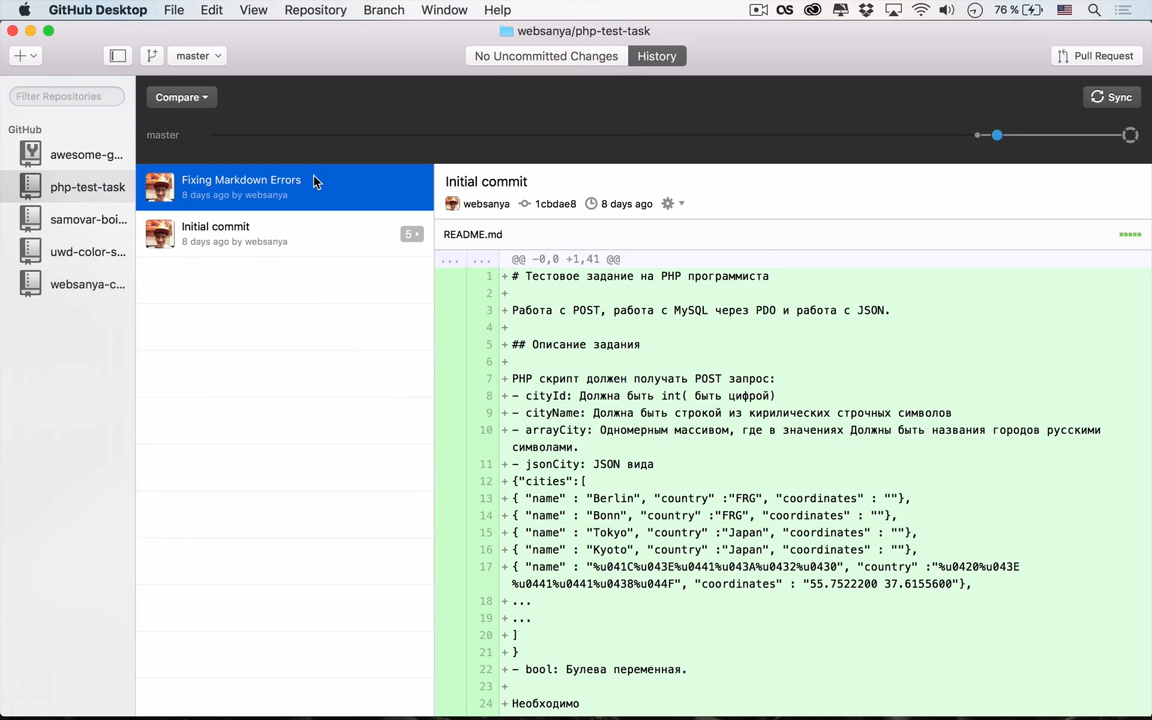 GitHub Desktop File Edit View Repository Branch Window Help 76 %
websanya/php-test-task
master No Uncommitted Changes History Pull Request
Filter Repositories
Compare Sync
master
GitHub
awesome-g...
php-test-task
samovar-boi...
uwd-color-s...
websanya-c...
Fixing Markdown Errors
8 days ago by websanya
Initial commit
8 days ago by websanya
5
Initial commit
websanya 1cbdae8 8 days ago
README.md
... ... @@ -0,0 +1,41 @@
1 +# Тестовое задание на PHP программиста
2 +
3 +Работа с POST, работа с MySQL через PDO и работа с JSON.
4 +
5 +## Описание задания
6 +
7 +PHP скрипт должен получать POST запрос:
8 +- cityId: Должна быть int( быть цифрой)
9 +- cityName: Должна быть строкой из кирилических строчных символов
10 +- arrayCity: Одномерным массивом, где в значениях Должны быть названия городов русскими
символами.
11 +- jsonCity: JSON вида
12 +{"cities":[
13 +{ "name" : "Berlin", "country" :"FRG", "coordinates" : ""},
14 +{ "name" : "Bonn", "country" :"FRG", "coordinates" : ""},
15 +{ "name" : "Tokyo", "country" :"Japan", "coordinates" : ""},
16 +{ "name" : "Kyoto", "country" :"Japan", "coordinates" : ""},
17 +{ "name" : "%u041C%u043E%u0441%u043A%u0432%u0430", "country" :"%u0420%u043E
%u0441%u0441%u0438%u044F", "coordinates" : "55.7522200 37.6155600"},
18 +...
19 +...
20 +]
21 +}
22 +- bool: Булева переменная.
23 +
24 +Необходимо